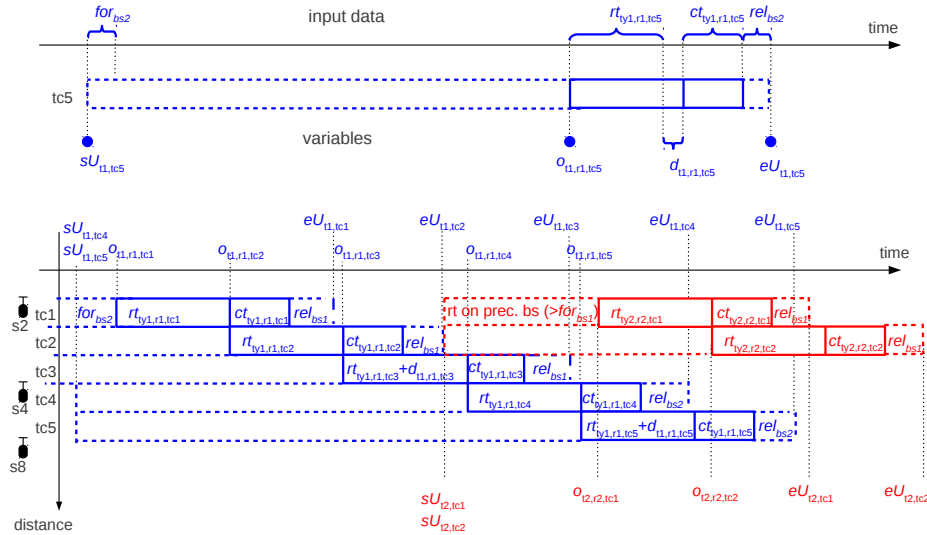 for_bs2 input data rt_ty1,r1,tc5 ct_ty1,r1,tc5 rel_bs2
time
tc5
variables
sU_t1,tc5 o_t1,r1,tc5 d_t1,r1,tc5 eU_t1,tc5
sU_t1,tc4 eU_t1,tc1 eU_t1,tc2 eU_t1,tc3 eU_t1,tc4 eU_t1,tc5
sU_t1,tc5 o_t1,r1,tc1 o_t1,r1,tc2 o_t1,r1,tc3 o_t1,r1,tc4 o_t1,r1,tc5 time
tc1 for_bs2 rt_ty1,r1,tc1 ct_ty1,r1,tc1 rel_bs1 rt on prec. bs (>for_bs1) rt_ty2,r2,tc1 ct_ty2,r2,tc1 rel_bs1
s2
tc2 rt_ty1,r1,tc2 ct_ty1,r1,tc2 rel_bs1 rt_ty2,r2,tc2 ct_ty2,r2,tc2 rel_bs1
tc3 rt_ty1,r1,tc3+d_t1,r1,tc3 ct_ty1,r1,tc3 rel_bs1
tc4 rt_ty1,r1,tc4 ct_ty1,r1,tc4 rel_bs2
s4
tc5 rt_ty1,r1,tc5+d_t1,r1,tc5 ct_ty1,r1,tc5 rel_bs2
s8
sU_t2,tc1 o_t2,r2,tc1 o_t2,r2,tc2 eU_t2,tc1 eU_t2,tc2
sU_t2,tc2
distance